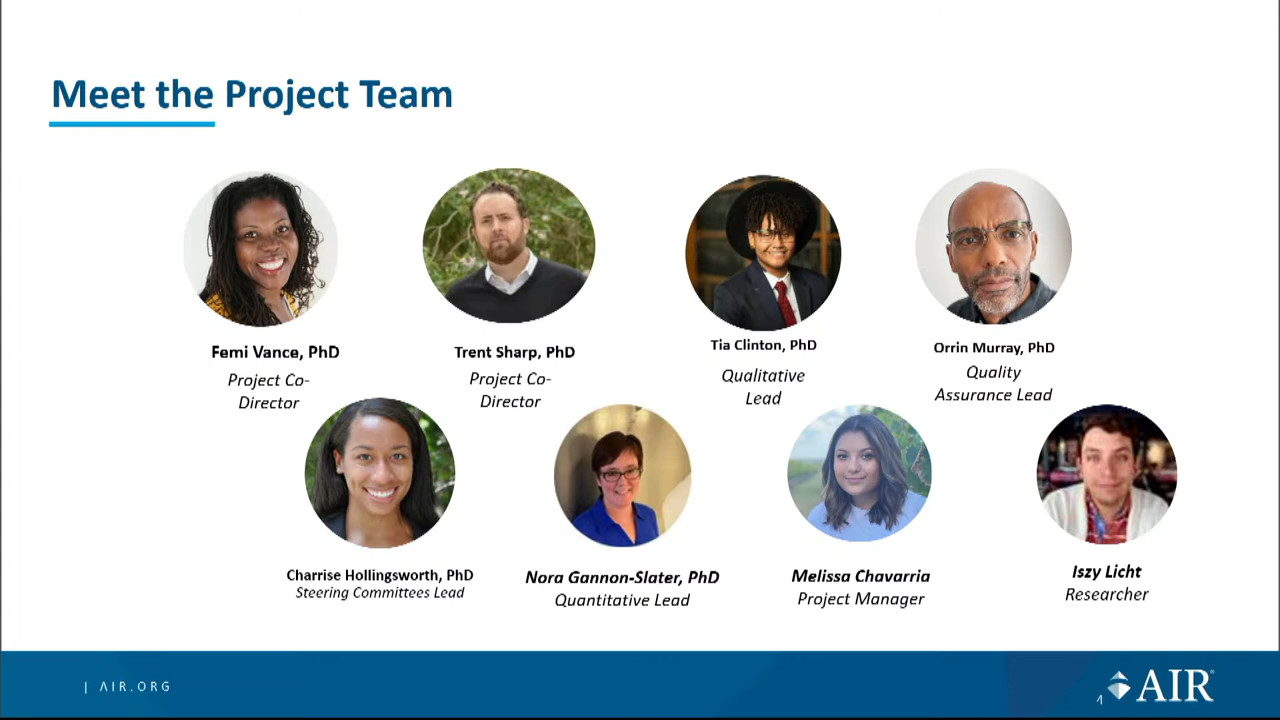 Meet the Project Team
Femi Vance, PhD
Project Co-
Director
Trent Sharp, PhD
Project Co-
Director
Tia Clinton, PhD
Qualitative
Lead
Orrin Murray, PhD
Quality
Assurance Lead
Charrise Hollingsworth, PhD
Steering Committees Lead
Nora Gannon-Slater, PhD
Quantitative Lead
Melissa Chavarria
Project Manager
Iszy Licht
Researcher
| AIR.ORG
4
AIR®